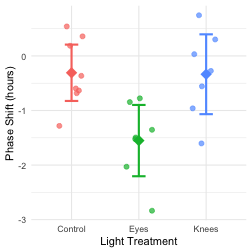 Phase Shift (hours)
0
-1
-2
-3
Control Eyes Knees
Light Treatment